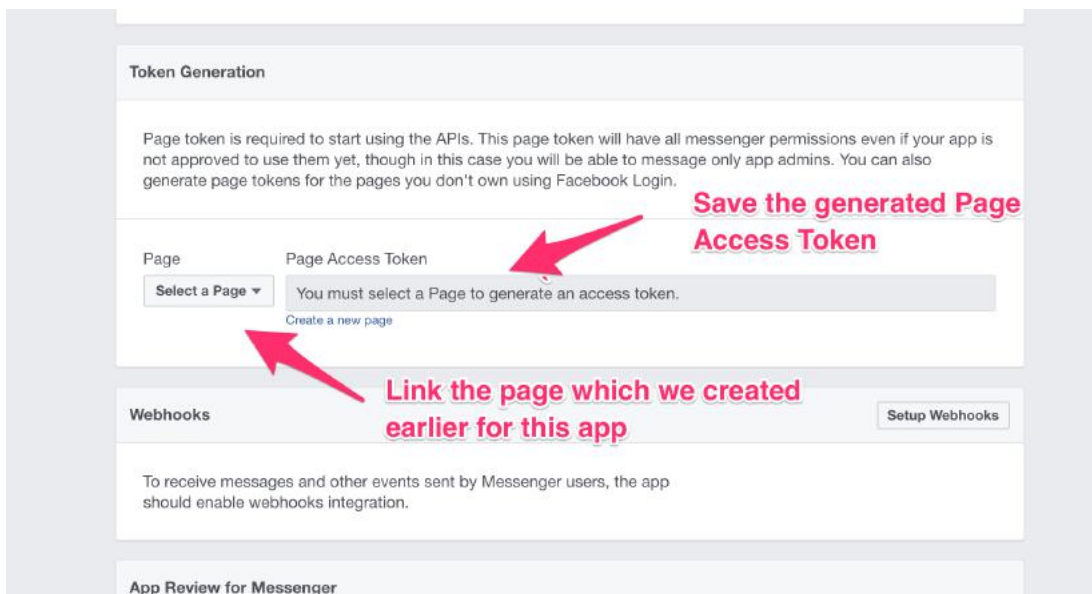 Token Generation
Page token is required to start using the APIs. This page token will have all messenger permissions even if your app is
not approved to use them yet, though in this case you will be able to message only app admins. You can also
generate page tokens for the pages you don't own using Facebook Login.
Save the generated Page
Access Token
Page
Page Access Token
Select a Page
You must select a Page to generate an access token.
Create a new page
Link the page which we created
earlier for this app
Webhooks
Setup Webhooks
To receive messages and other events sent by Messenger users, the app
should enable webhooks integration.
App Review for Messenger